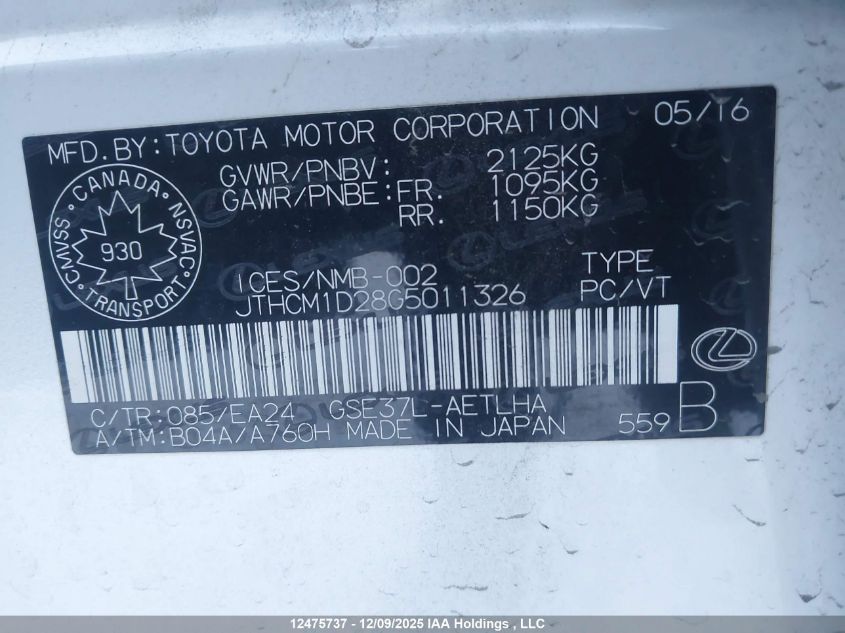 MFD.BY:TOYOTA MOTOR CORPORATION 05/16
GVWR/PNBV: 2125KG
GAWR/PNBE:FR. 1095KG
RR. 1150KG
CANADA
CMVSS NSVAC
930
TRANSPORT
ICES/NMB-002 TYPE
JTHCM1D28G5011326 PC/VT
C/TR:085/EA24 GSE37L-AETLHA
A/TM:B04A/A760H MADE IN JAPAN 559 B
12475737 - 12/09/2025 IAA Holdings , LLC